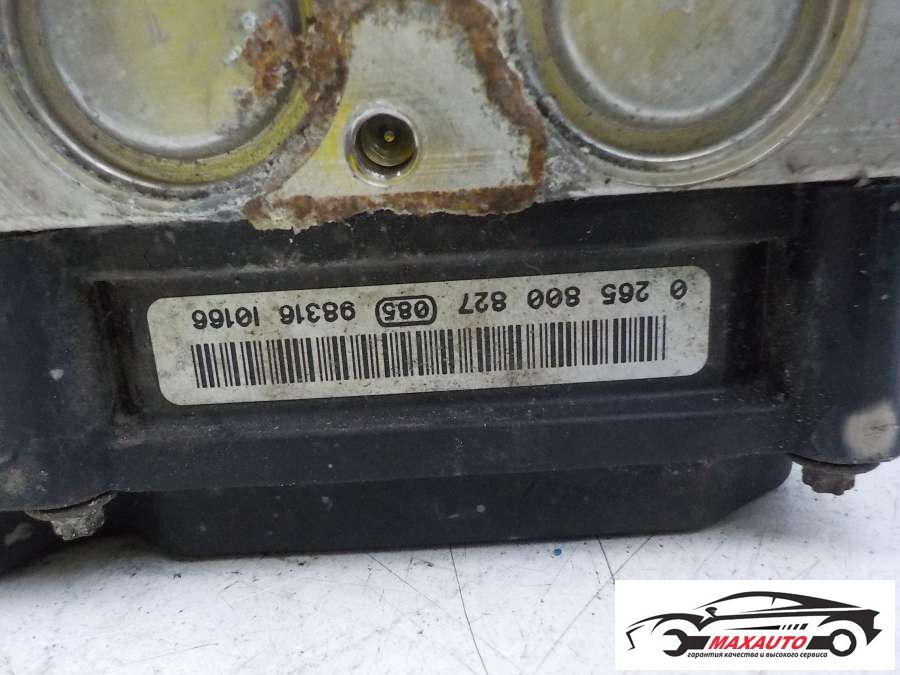 0 265 800 827 085 98316 10166
MAXAUTO
гарантия качества и высокого сервиса